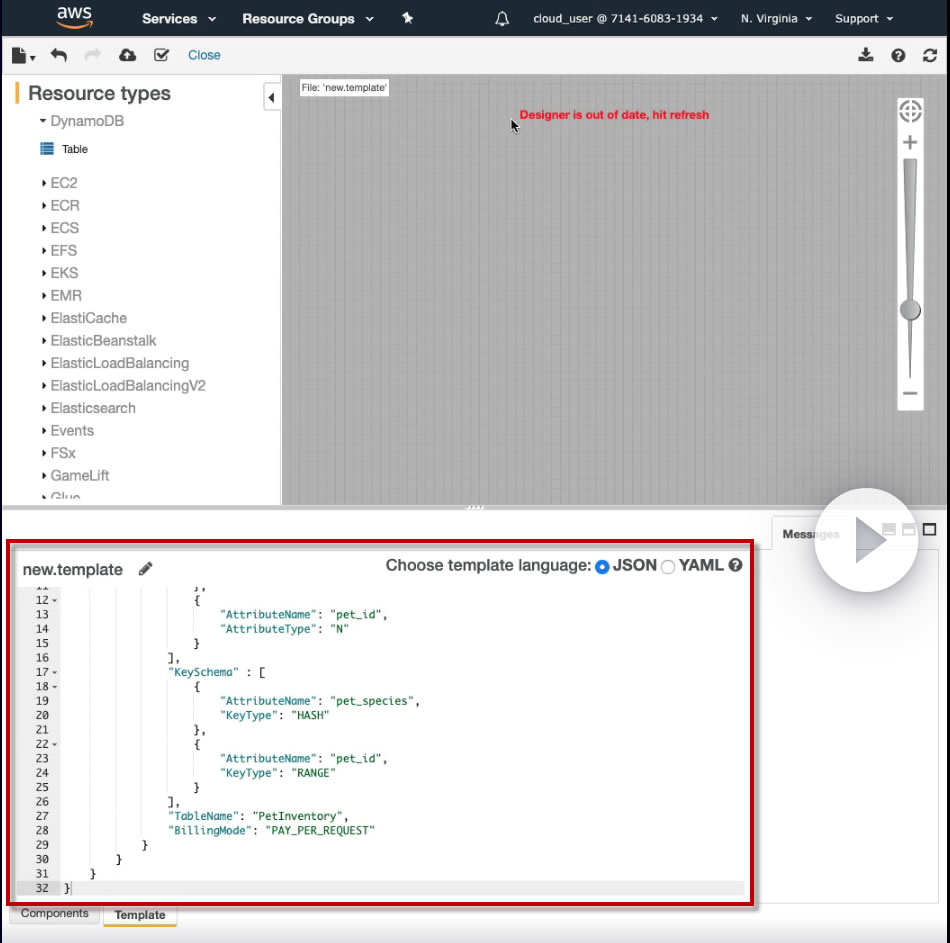 aws Services Resource Groups cloud_user @ 7141-6083-1934 N. Virginia Support
Close
Resource types
DynamoDB
Table
EC2
ECR
ECS
EFS
EKS
EMR
ElastiCache
ElasticBeanstalk
ElasticLoadBalancing
ElasticLoadBalancingV2
Elasticsearch
Events
FSx
GameLift
Glue
File: 'new.template'
Designer is out of date, hit refresh
Messages
new.template Choose template language: JSON YAML
11 },
12 {
13 "AttributeName": "pet_id",
14 "AttributeType": "N"
15 }
16 ],
17 "KeySchema" : [
18 {
19 "AttributeName": "pet_species",
20 "KeyType": "HASH"
21 },
22 {
23 "AttributeName": "pet_id",
24 "KeyType": "RANGE"
25 }
26 ],
27 "TableName": "PetInventory",
28 "BillingMode": "PAY_PER_REQUEST"
29 }
30 }
31 }
32 }
Components Template